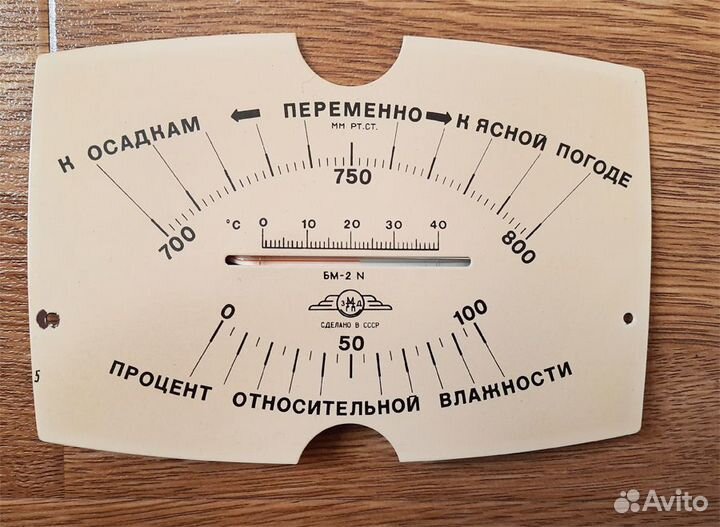 К ОСАДКАМ ПЕРЕМЕННО К ЯСНОЙ ПОГОДЕ
ММ РТ.СТ.
700 750 800
°C 0 10 20 30 40
БМ-2 N
СДЕЛАНО В СССР
0 50 100
ПРОЦЕНТ ОТНОСИТЕЛЬНОЙ ВЛАЖНОСТИ
5
Avito